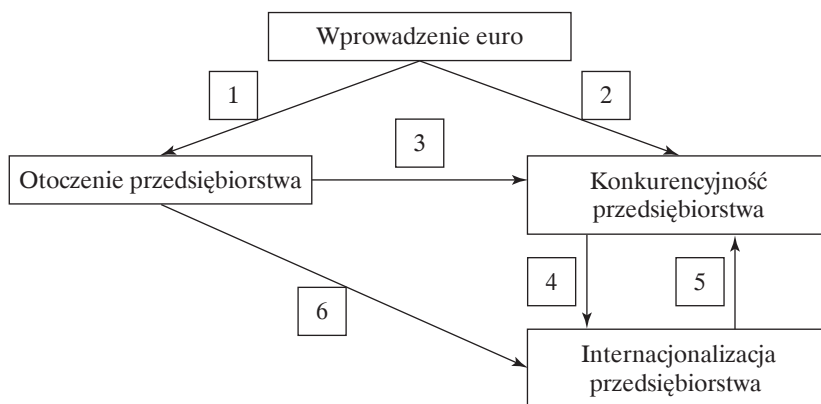 Wprowadzenie euro
1
2
3
Otoczenie przedsiębiorstwa
Konkurencyjność
przedsiębiorstwa
4
5
6
Internacjonalizacja
przedsiębiorstwa